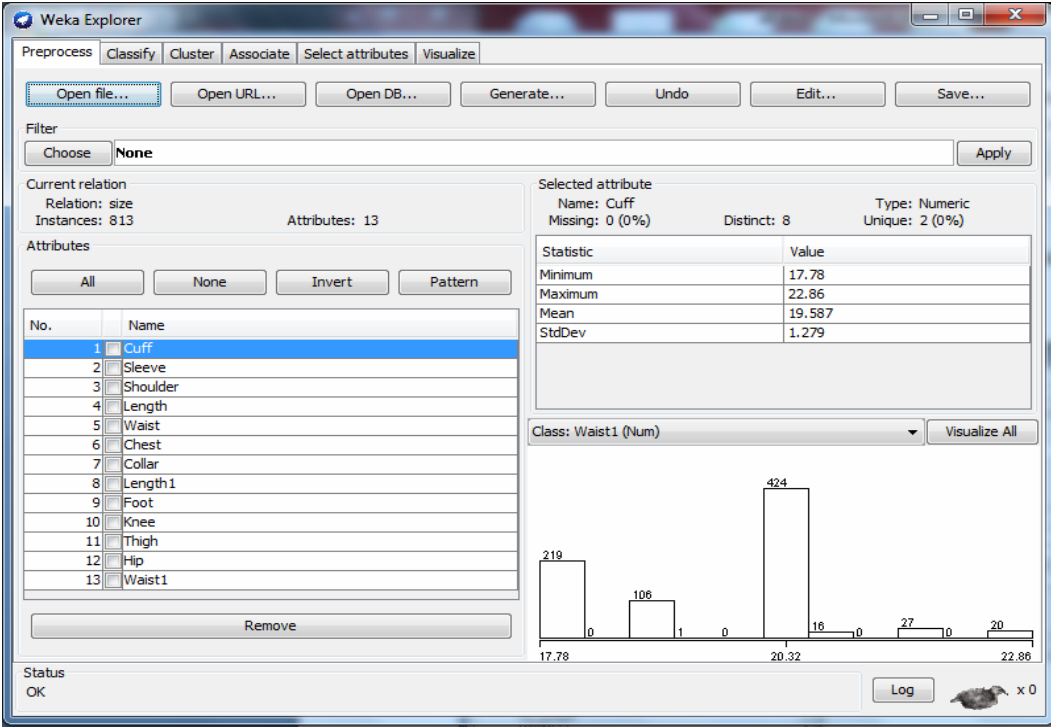 Weka Explorer
Preprocess Classify Cluster Associate Select attributes Visualize
Open file... Open URL... Open DB... Generate... Undo Edit... Save...
Filter
Choose None Apply
Current relation
Relation: size
Instances: 813 Attributes: 13
Attributes
All None Invert Pattern
No. Name
1 Cuff
2 Sleeve
3 Shoulder
4 Length
5 Waist
6 Chest
7 Collar
8 Length1
9 Foot
10 Knee
11 Thigh
12 Hip
13 Waist1
Remove
Selected attribute
Name: Cuff Type: Numeric
Missing: 0 (0%) Distinct: 8 Unique: 2 (0%)
Statistic Value
Minimum 17.78
Maximum 22.86
Mean 19.587
StdDev 1.279
Class: Waist1 (Num) Visualize All
424
219
106
0 1 0 16 0 27 0 20
17.78 20.32 22.86
Status
OK Log x 0